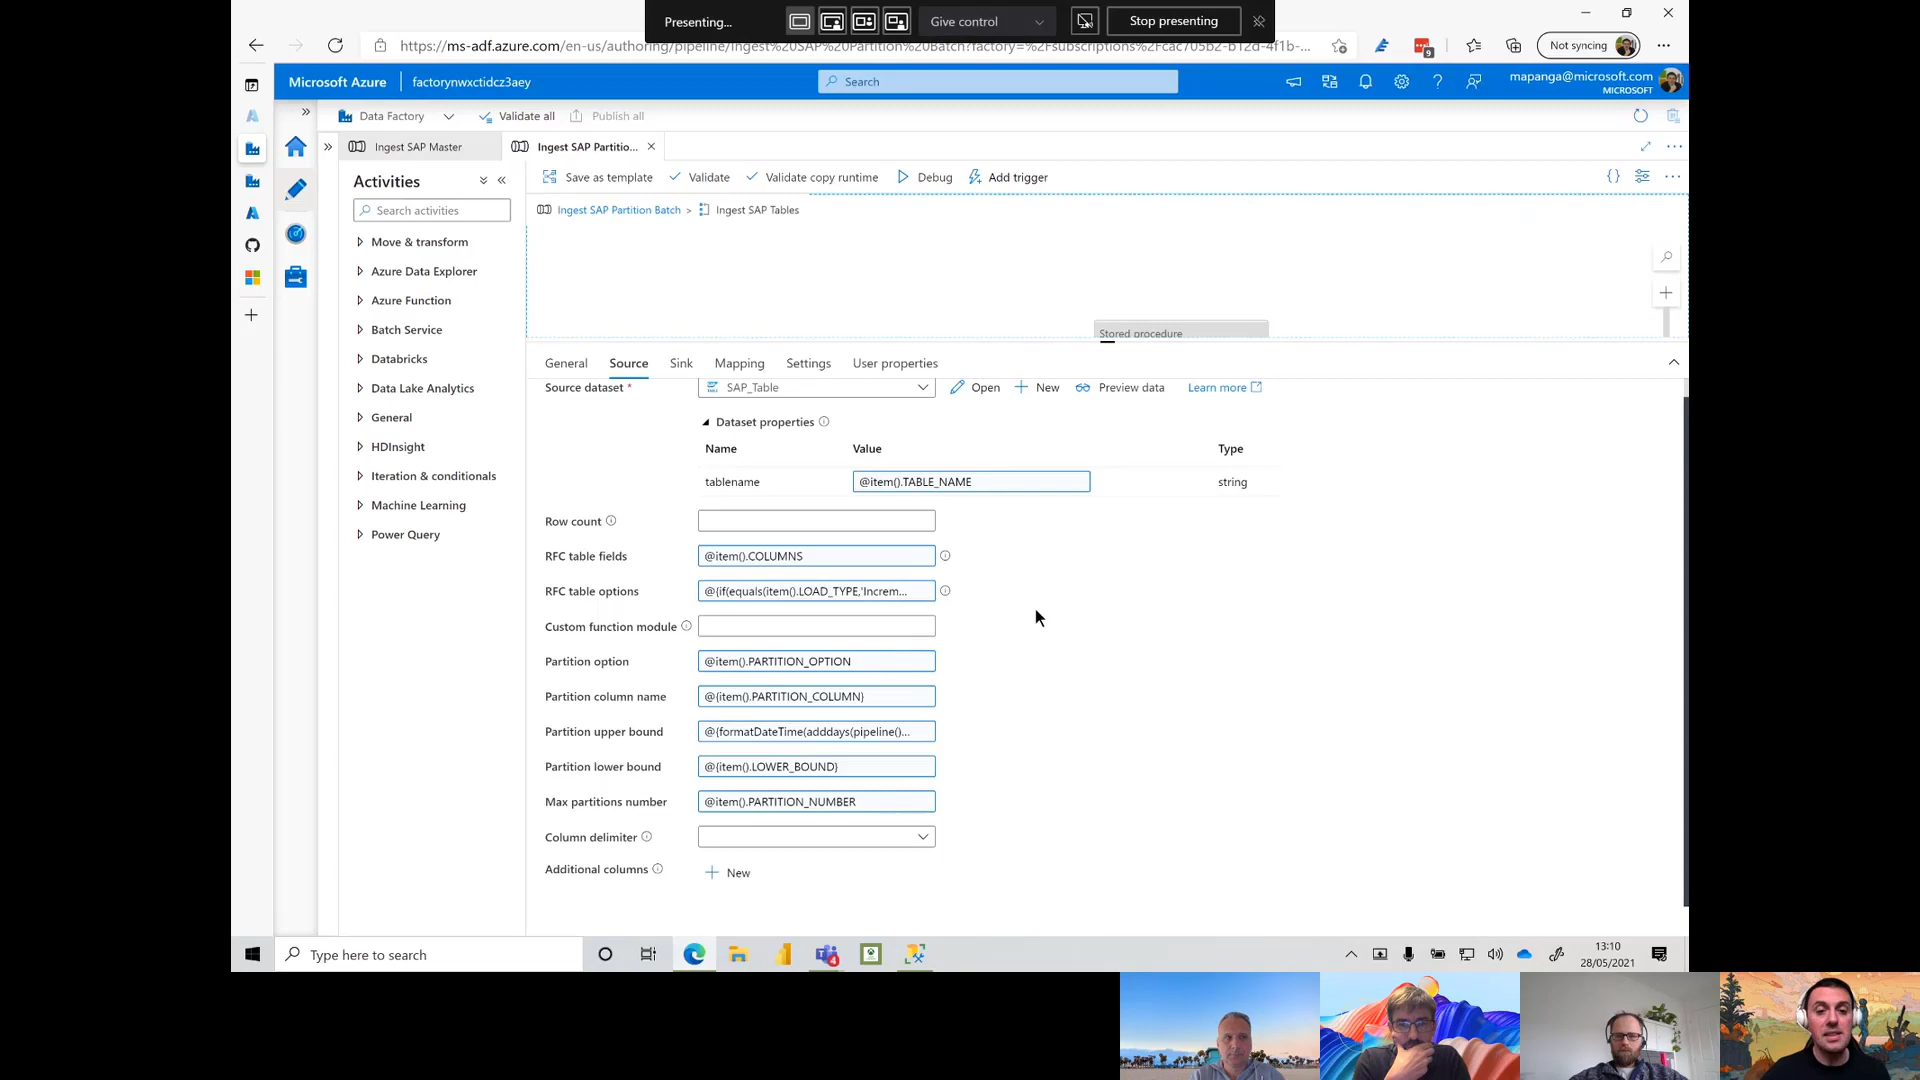 Presenting...
Give control
Stop presenting
https://ms-adf.azure.com/en-us/authoring/pipeline/Ingest%20SAP%20Partition%20Batch?factory=%2Fsubscriptions%2Fcac705b2-b12d-4f1b-...
9
Not syncing
Microsoft Azure
factorynwxctidcz3aey
Search
mapanga@microsoft.com
MICROSOFT
Data Factory
Validate all
Publish all
Ingest SAP Master
Ingest SAP Partitio...
Activities
Save as template
Validate
Validate copy runtime
Debug
Add trigger
Search activities
Ingest SAP Partition Batch > Ingest SAP Tables
Move & transform
Azure Data Explorer
Azure Function
Batch Service
Databricks
Data Lake Analytics
General
HDInsight
Iteration & conditionals
Machine Learning
Power Query
Stored procedure
General
Source
Sink
Mapping
Settings
User properties
Source dataset *
SAP_Table
Open
New
Preview data
Learn more
Dataset properties
Name
Value
Type
tablename
@item().TABLE_NAME
string
Row count
RFC table fields
@item().COLUMNS
RFC table options
@{if(equals(item().LOAD_TYPE,'Increm...
Custom function module
Partition option
@item().PARTITION_OPTION
Partition column name
@{item().PARTITION_COLUMN}
Partition upper bound
@{formatDateTime(adddays(pipeline()...
Partition lower bound
@{item().LOWER_BOUND}
Max partitions number
@item().PARTITION_NUMBER
Column delimiter
Additional columns
New
Type here to search
4
13:10
28/05/2021